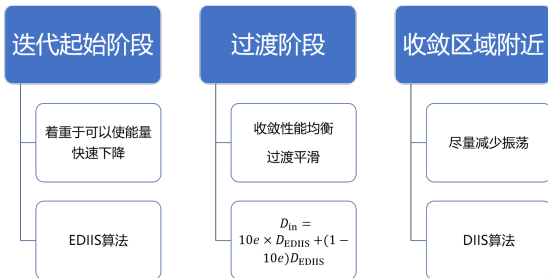 迭代起始阶段
着重于可以使能量
快速下降
EDIIS算法
过渡阶段
收敛性能均衡
过渡平滑
D_in =
10e × D_EDIIS +(1 −
10e)D_EDIIS
收敛区域附近
尽量减少振荡
DIIS算法